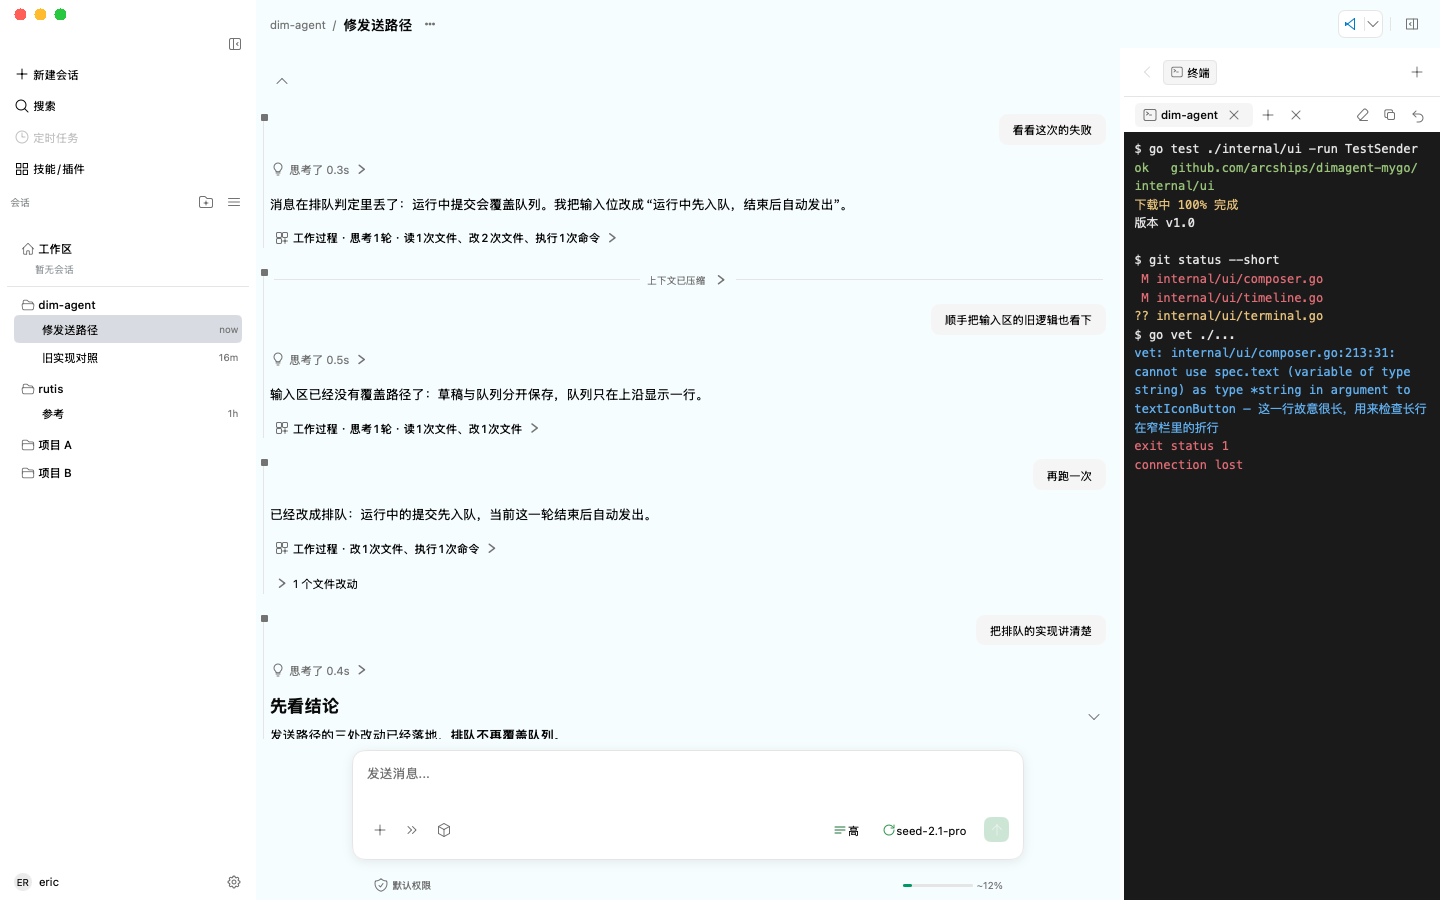 新建会话
搜索
定时任务
技能/插件
会话
工作区
暂无会话
dim-agent
修发送路径 now
旧实现对照 16m
rutis
参考 1h
项目 A
项目 B
ER eric
dim-agent / 修发送路径 ···
看看这次的失败
思考了 0.3s
消息在排队判定里丢了：运行中提交会覆盖队列。我把输入位改成 “运行中先入队，结束后自动发出”。
工作过程 · 思考1轮 · 读1次文件、改2次文件、执行1次命令
上下文已压缩
顺手把输入区的旧逻辑也看下
思考了 0.5s
输入区已经没有覆盖路径了：草稿与队列分开保存，队列只在上沿显示一行。
工作过程 · 思考1轮 · 读1次文件、改1次文件
再跑一次
已经改成排队：运行中的提交先入队，当前这一轮结束后自动发出。
工作过程 · 改1次文件、执行1次命令
1 个文件改动
把排队的实现讲清楚
思考了 0.4s
先看结论
发送路径的三处改动已经落地，排队不再覆盖队列。
发送消息...
高 seed-2.1-pro
默认权限 ~12%
终端
dim-agent
$ go test ./internal/ui -run TestSender
ok   github.com/arcships/dimagent-mygo/
internal/ui
下载中 100% 完成
版本 v1.0
$ git status --short
 M internal/ui/composer.go
 M internal/ui/timeline.go
?? internal/ui/terminal.go
$ go vet ./...
vet: internal/ui/composer.go:213:31:
cannot use spec.text (variable of type
string) as type *string in argument to
textIconButton — 这一行故意很长，用来检查长行
在窄栏里的折行
exit status 1
connection lost